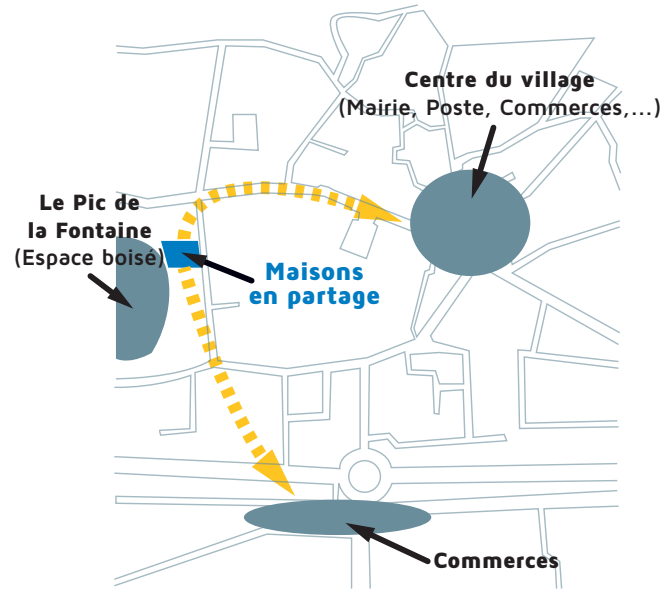 Centre du village
(Mairie, Poste, Commerces,...)
Le Pic de
la Fontaine
(Espace boisé)
Maisons
en partage
Commerces